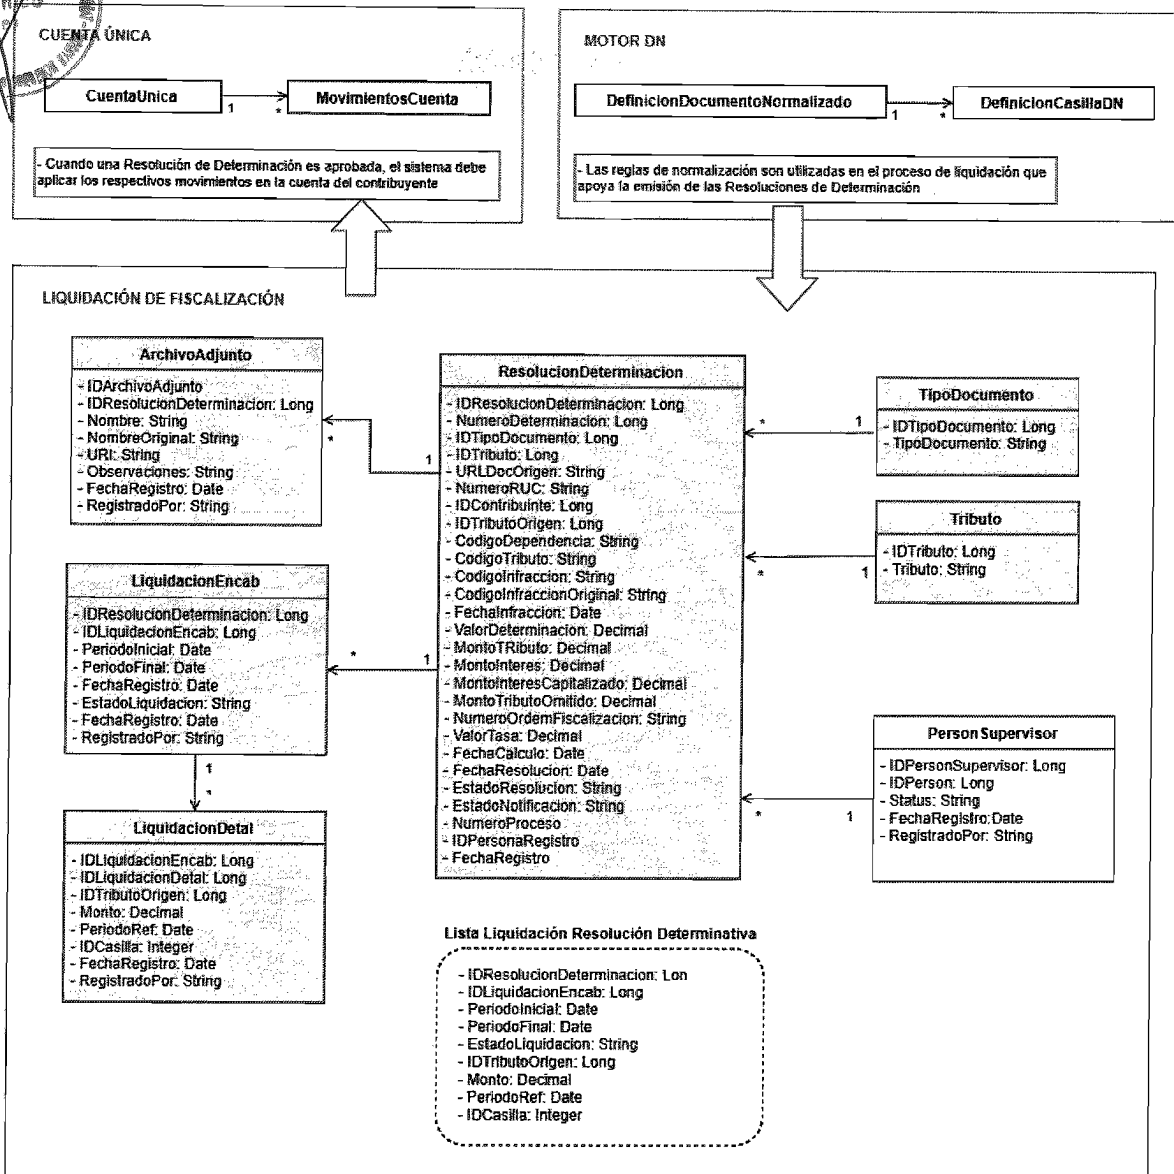 CUENTA ÚNICA
CuentaUnica
1
*
MovimientosCuenta
- Cuando una Resolución de Determinación es aprobada, el sistema debe
aplicar los respectivos movimientos en la cuenta del contribuyente
MOTOR DN
DefinicionDocumentoNormalizado
1
*
DefinicionCasillaDN
- Las reglas de normalización son utilizadas en el proceso de liquidación que
apoya la emisión de las Resoluciones de Determinación
LIQUIDACIÓN DE FISCALIZACIÓN
ArchivoAdjunto
- IDArchivoAdjunto
- IDResolucionDeterminacion: Long
- Nombre: String
- NombreOriginal: String
- URI: String
- Observaciones: String
- FechaRegistro: Date
- RegistradoPor: String
*
1
LiquidacionEncab
- IDResolucionDeterminacion: Long
- IDLiquidacionEncab: Long
- PeriodoInicial: Date
- PeriodoFinal: Date
- FechaRegistro: Date
- EstadoLiquidacion: String
- FechaRegistro: Date
- RegistradoPor: String
*
1
1
*
LiquidacionDetal
- IDLiquidacionEncab: Long
- IDLiquidacionDetal: Long
- IDTributoOrigen: Long
- Monto: Decimal
- PeriodoRef: Date
- IDCasilla: Integer
- FechaRegistro: Date
- RegistradoPor: String
ResolucionDeterminacion
- IDResolucionDeterminacion: Long
- NumeroDeterminacion: Long
- IDTipoDocumento: Long
- IDTributo: Long
- URLDocOrigen: String
- NumeroRUC: String
- IDContribuinte: Long
- IDTributoOrigen: Long
- CodigoDependencia: String
- CodigoTributo: String
- CodigoInfraccion: String
- CodigoInfraccionOriginal: String
- FechaInfraccion: Date
- ValorDeterminacion: Decimal
- MontoTRibuto: Decimal
- MontoInteres: Decimal
- MontoInteresCapitalizado: Decimal
- MontoTributoOmitido: Decimal
- NumeroOrdemFiscalizacion: String
- ValorTasa: Decimal
- FechaCalculo: Date
- FechaResolucion: Date
- EstadoResolucion: String
- EstadoNotificacion: String
- NumeroProceso
- IDPersonaRegistro
- FechaRegistro
*
1
TipoDocumento
- IDTipoDocumento: Long
- TipoDocumento: String
*
1
Tributo
- IDTributo: Long
- Tributo: String
*
1
PersonSupervisor
- IDPersonSupervisor: Long
- IDPerson: Long
- Status: String
- FechaRegistro:Date
- RegistradoPor: String
Lista Liquidación Resolución Determinativa
- IDResolucionDeterminacion: Lon
- IDLiquidacionEncab: Long
- PeriodoInicial: Date
- PeriodoFinal: Date
- EstadoLiquidacion: String
- IDTributoOrigen: Long
- Monto: Decimal
- PeriodoRef: Date
- IDCasilla: Integer